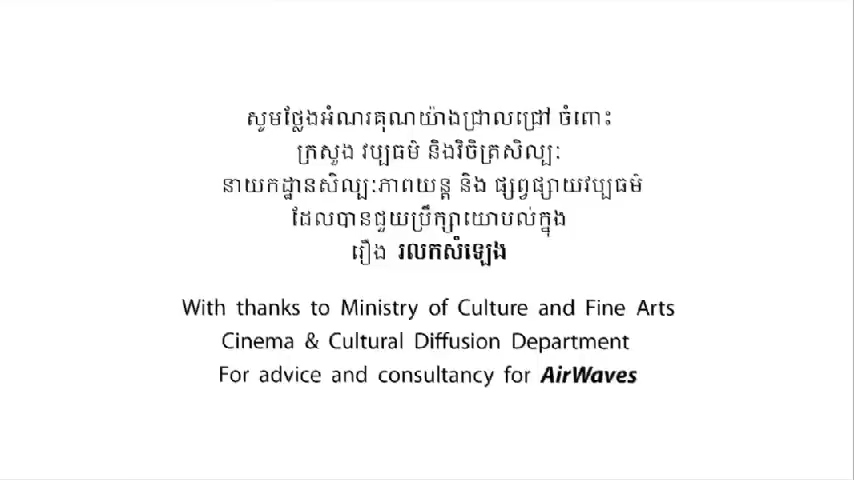 សូមថ្លែងអំណរគុណយ៉ាងជ្រាលជ្រៅ ចំពោះ
ក្រសួង វប្បធម៌ និងវិចិត្រសិល្បៈ
នាយកដ្ឋានសិល្បៈភាពយន្ត និង ផ្សព្វផ្សាយវប្បធម៌
ដែលបានជួយប្រឹក្សាយោបល់ក្នុង
រឿង រលកសំឡេង
With thanks to Ministry of Culture and Fine Arts
Cinema & Cultural Diffusion Department
For advice and consultancy for AirWaves